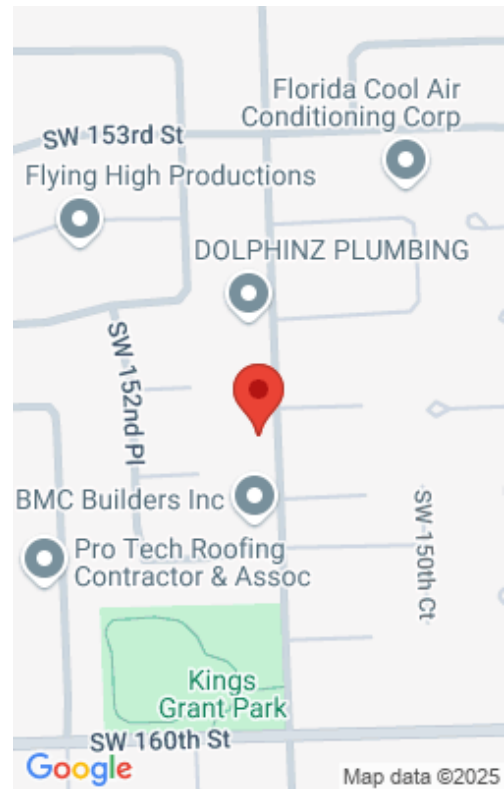 Florida Cool Air
Conditioning Corp
SW 153rd St
Flying High Productions
DOLPHINZ PLUMBING
SW 152nd Pl
BMC Builders Inc
SW 150th Ct
Pro Tech Roofing
Contractor & Assoc
Kings
Grant Park
SW 160th St
Google
Map data ©2025